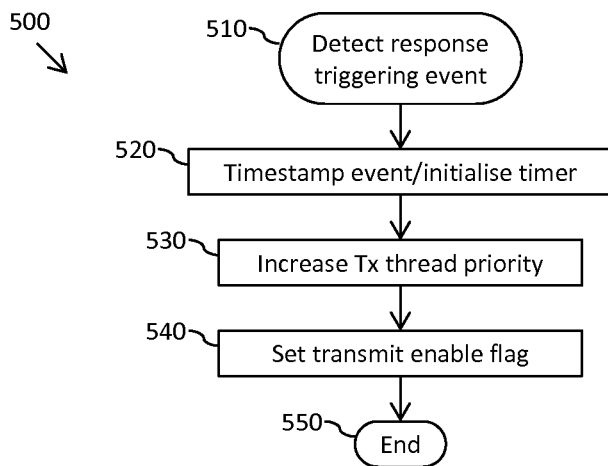 500
510
Detect response
triggering event
520
Timestamp event/initialise timer
530
Increase Tx thread priority
540
Set transmit enable flag
550
End